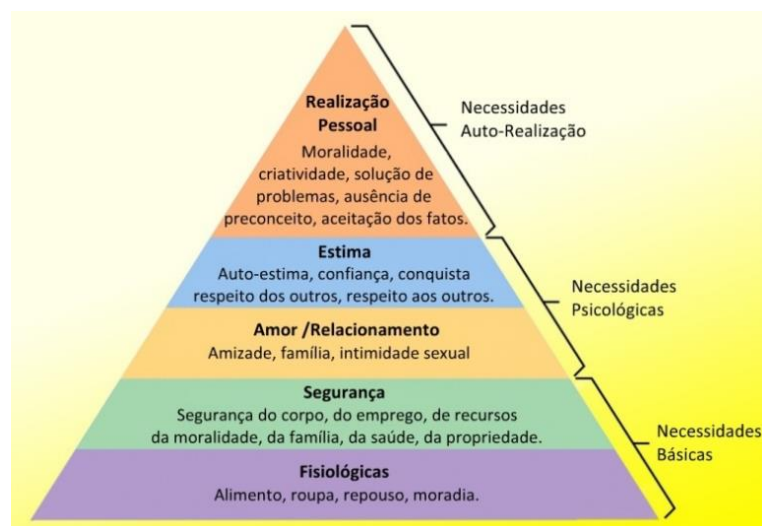 Realização
Pessoal
Moralidade,
criatividade, solução de
problemas, ausência de
preconceito, aceitação dos fatos.
Necessidades
Auto-Realização
Estima
Auto-estima, confiança, conquista
respeito dos outros, respeito aos outros.
Amor /Relacionamento
Amizade, família, intimidade sexual
Necessidades
Psicológicas
Segurança
Segurança do corpo, do emprego, de recursos
da moralidade, da família, da saúde, da propriedade.
Fisiológicas
Alimento, roupa, repouso, moradia.
Necessidades
Básicas